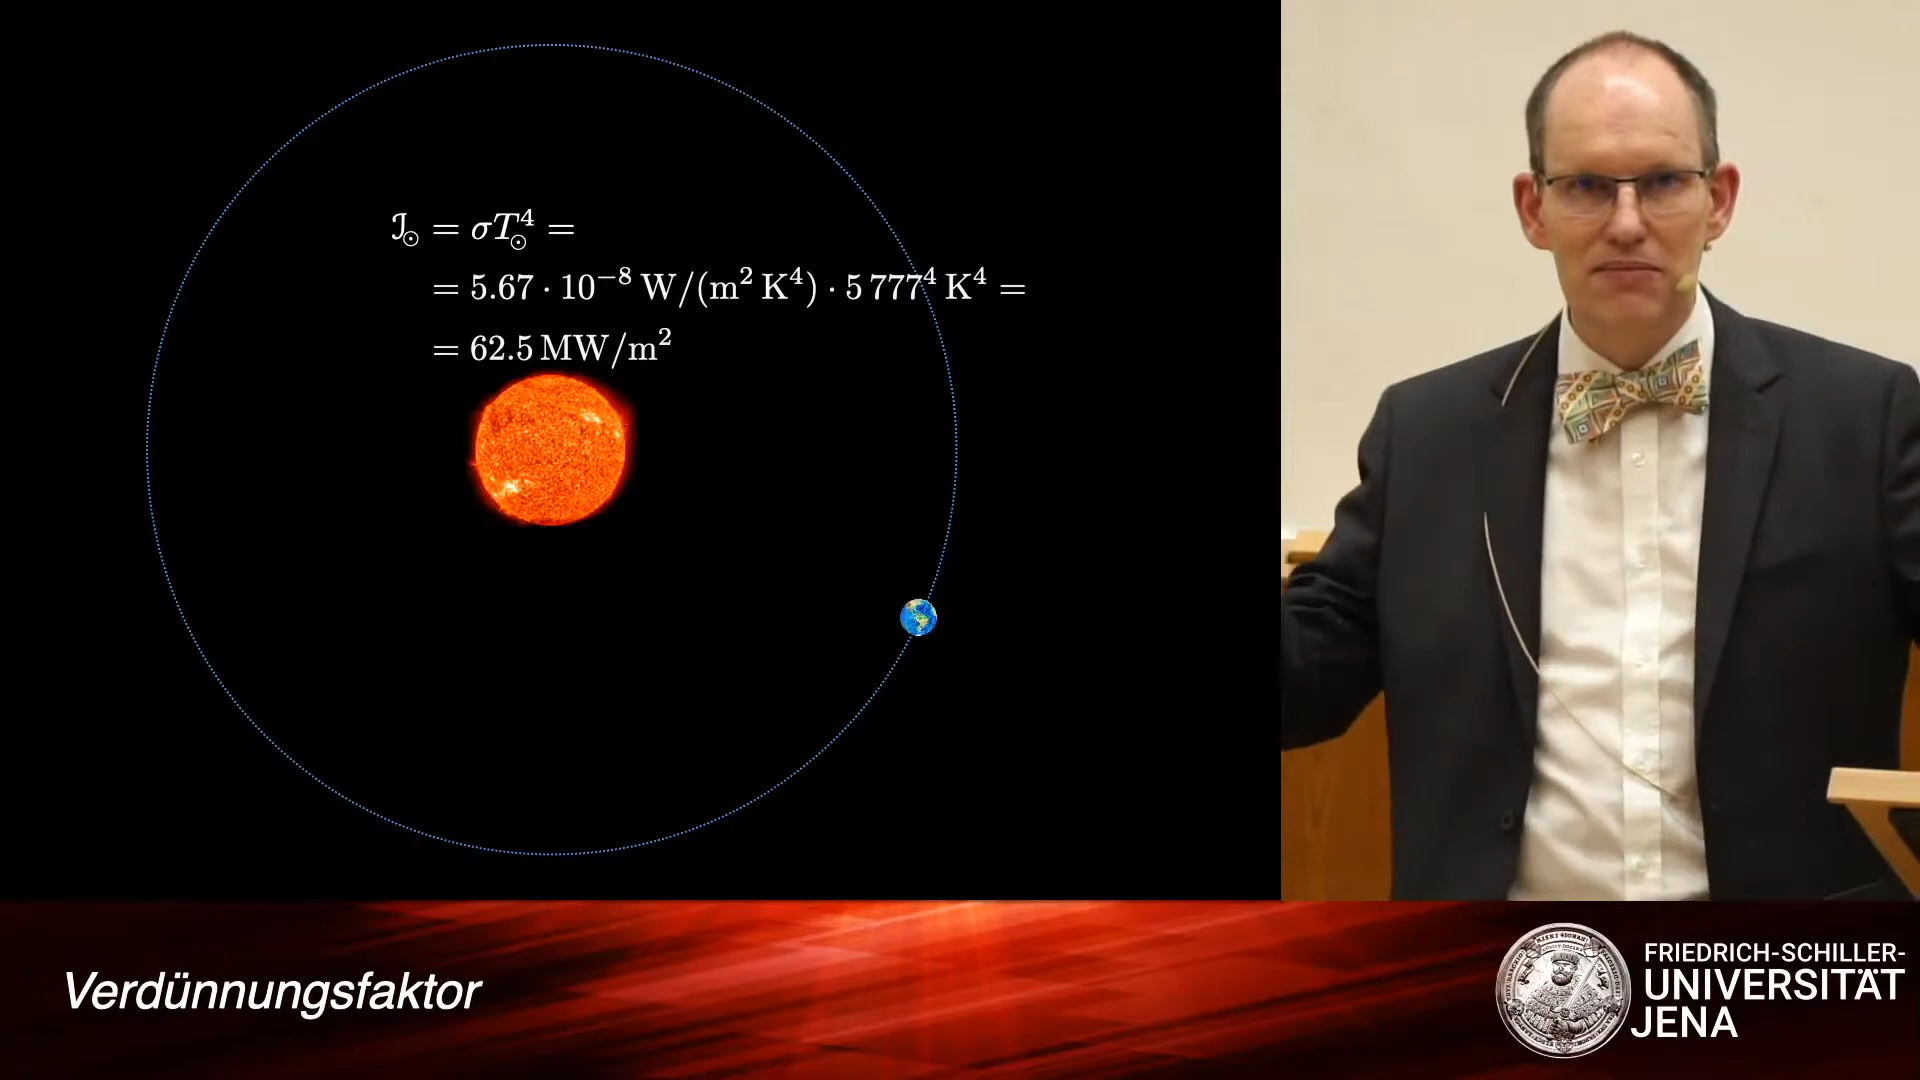 ℐ☉ = σT☉⁴ =
= 5.67 · 10⁻⁸ W/(m² K⁴) · 5 777⁴ K⁴ =
= 62.5 MW/m²
Verdünnungsfaktor
FRIEDRICH-SCHILLER-
UNIVERSITÄT
JENA